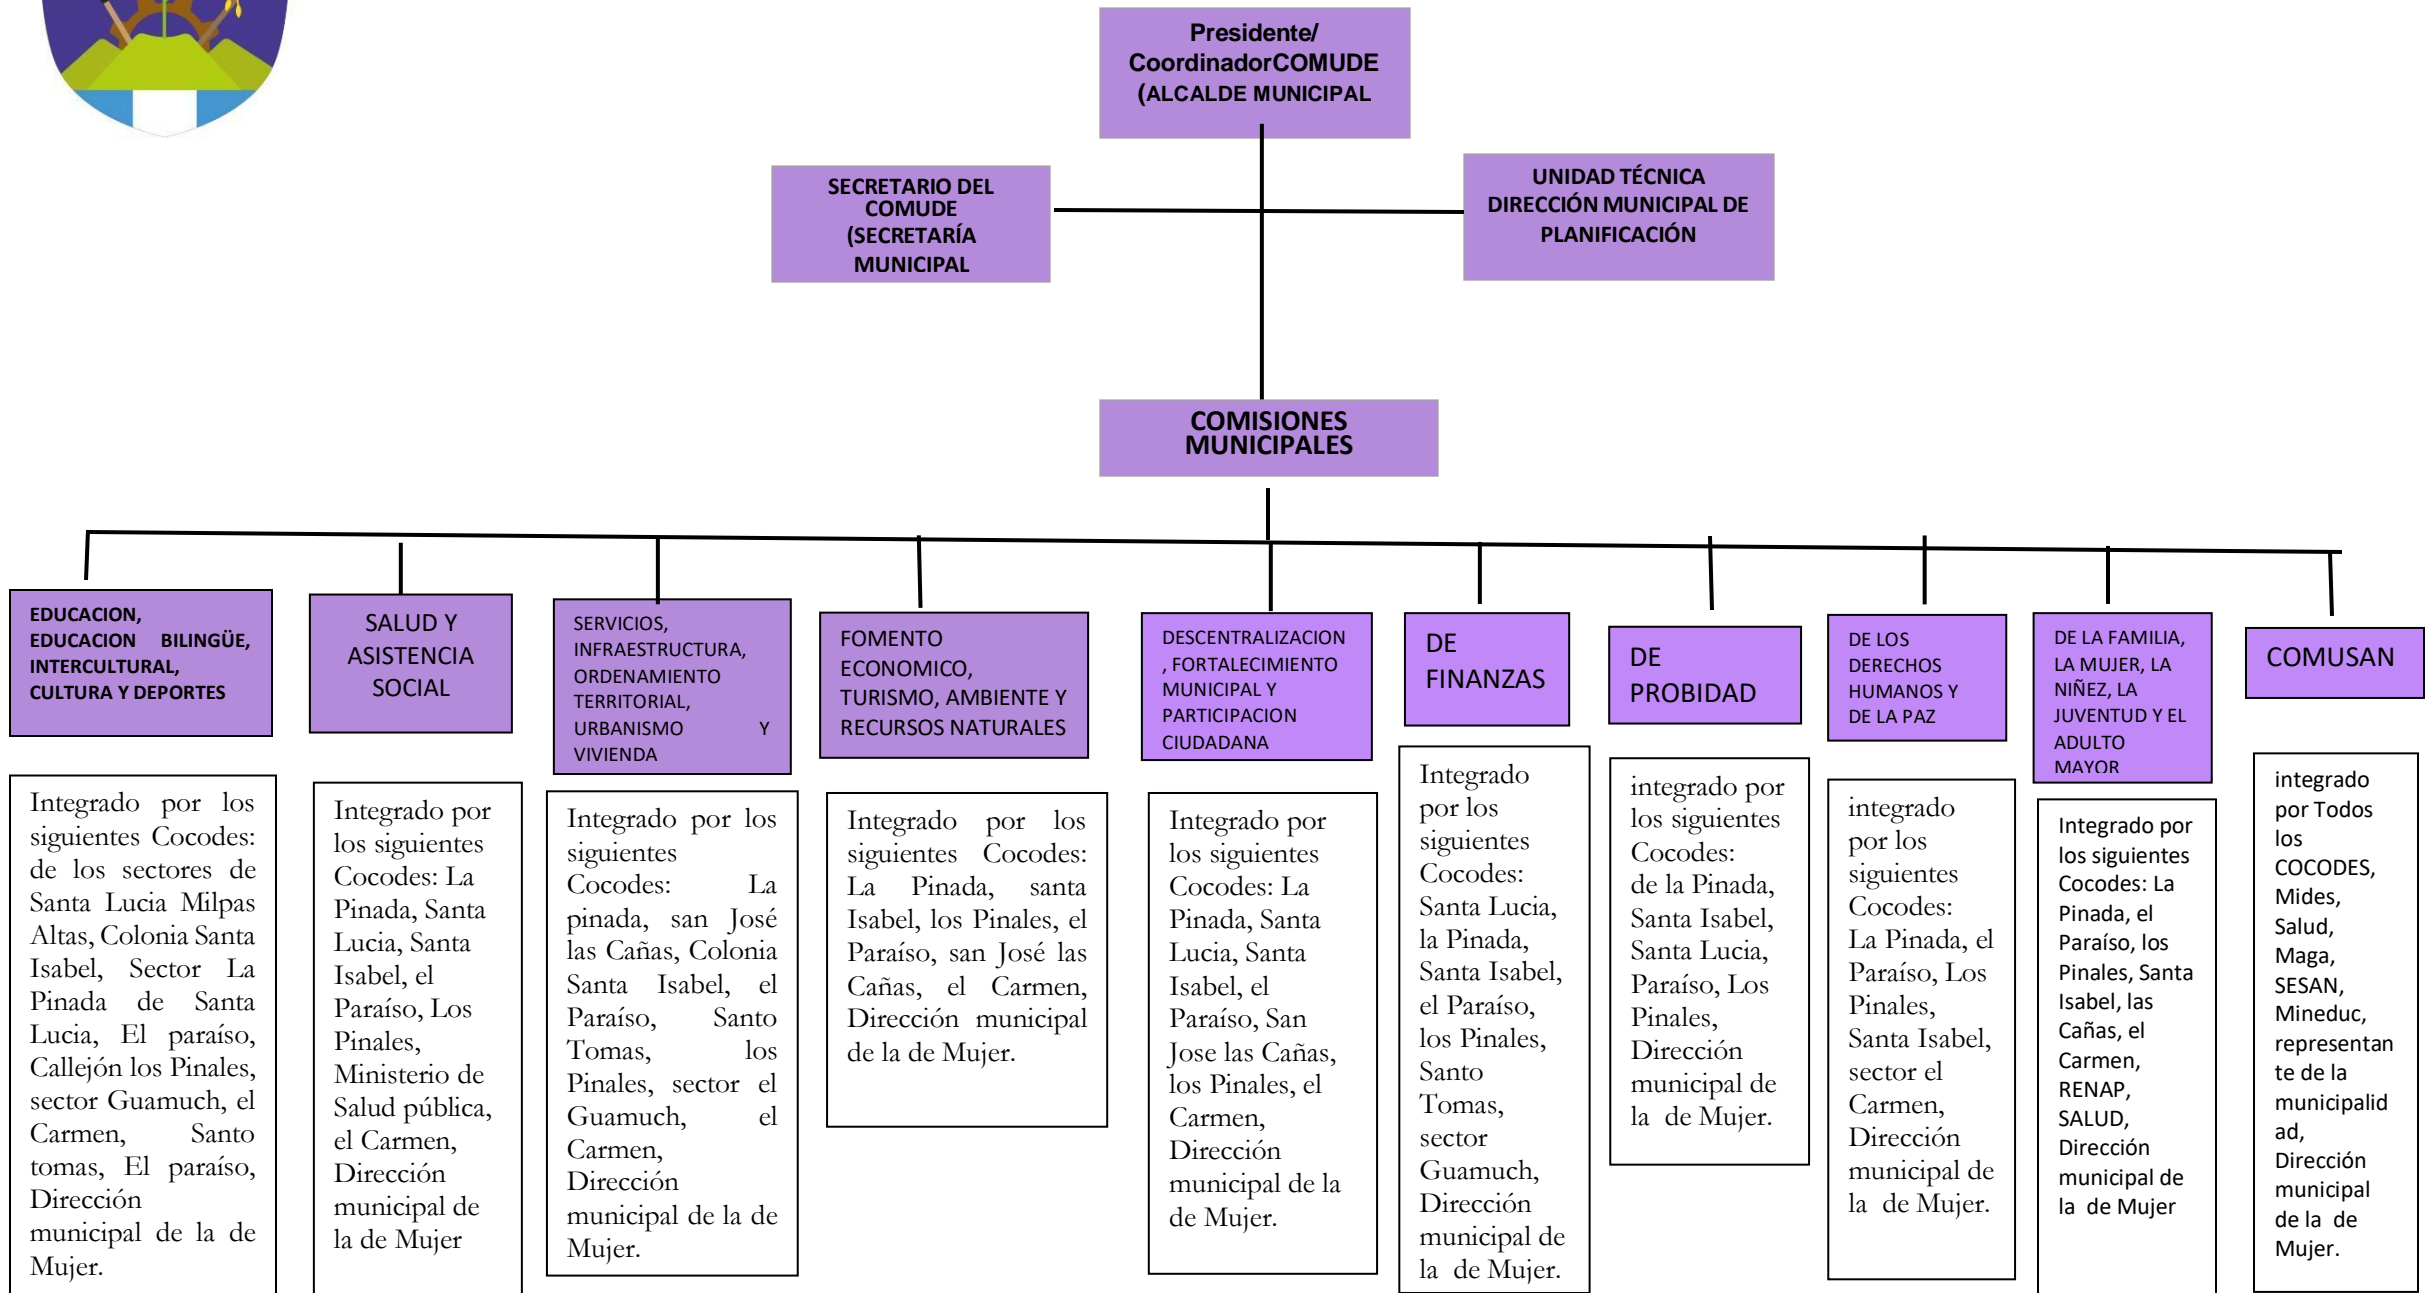 Presidente/
CoordinadorCOMUDE
(ALCALDE MUNICIPAL
SECRETARIO DEL
COMUDE
(SECRETARÍA
MUNICIPAL
UNIDAD TÉCNICA
DIRECCIÓN MUNICIPAL DE
PLANIFICACIÓN
COMISIONES
MUNICIPALES
EDUCACION,
EDUCACION BILINGÜE,
INTERCULTURAL,
CULTURA Y DEPORTES
SALUD Y
ASISTENCIA
SOCIAL
SERVICIOS,
INFRAESTRUCTURA,
ORDENAMIENTO
TERRITORIAL,
URBANISMO Y
VIVIENDA
FOMENTO
ECONOMICO,
TURISMO, AMBIENTE Y
RECURSOS NATURALES
DESCENTRALIZACION
, FORTALECIMIENTO
MUNICIPAL Y
PARTICIPACION
CIUDADANA
DE
FINANZAS
DE
PROBIDAD
DE LOS
DERECHOS
HUMANOS Y
DE LA PAZ
DE LA FAMILIA,
LA MUJER, LA
NIÑEZ, LA
JUVENTUD Y EL
ADULTO
MAYOR
COMUSAN
Integrado por los
siguientes Cocodes:
de los sectores de
Santa Lucia Milpas
Altas, Colonia Santa
Isabel, Sector La
Pinada de Santa
Lucia, El paraíso,
Callejón los Pinales,
sector Guamuch, el
Carmen, Santo
tomas, El paraíso,
Dirección
municipal de la de
Mujer.
Integrado por
los siguientes
Cocodes: La
Pinada, Santa
Lucia, Santa
Isabel, el
Paraíso, Los
Pinales,
Ministerio de
Salud pública,
el Carmen,
Dirección
municipal de
la de Mujer
Integrado por los
siguientes
Cocodes: La
pinada, san José
las Cañas, Colonia
Santa Isabel, el
Paraíso, Santo
Tomas, los
Pinales, sector el
Guamuch, el
Carmen,
Dirección
municipal de la de
Mujer.
Integrado por los
siguientes Cocodes:
La Pinada, santa
Isabel, los Pinales, el
Paraíso, san José las
Cañas, el Carmen,
Dirección municipal
de la de Mujer.
Integrado por
los siguientes
Cocodes: La
Pinada, Santa
Lucia, Santa
Isabel, el
Paraíso, San
Jose las Cañas,
los Pinales, el
Carmen,
Dirección
municipal de la
de Mujer.
Integrado
por los
siguientes
Cocodes:
Santa Lucia,
la Pinada,
Santa Isabel,
el Paraíso,
los Pinales,
Santo
Tomas,
sector
Guamuch,
Dirección
municipal de
la de Mujer.
integrado por
los siguientes
Cocodes:
de la Pinada,
Santa Isabel,
Santa Lucia,
Paraíso, Los
Pinales,
Dirección
municipal de
la de Mujer.
integrado
por los
siguientes
Cocodes:
La Pinada, el
Paraíso, Los
Pinales,
Santa Isabel,
sector el
Carmen,
Dirección
municipal de
la de Mujer.
Integrado por
los siguientes
Cocodes: La
Pinada, el
Paraíso, los
Pinales, Santa
Isabel, las
Cañas, el
Carmen,
RENAP,
SALUD,
Dirección
municipal de
la de Mujer
integrado
por Todos
los
COCODES,
Mides,
Salud,
Maga,
SESAN,
Mineduc,
representan
te de la
municipalid
ad,
Dirección
municipal
de la de
Mujer.